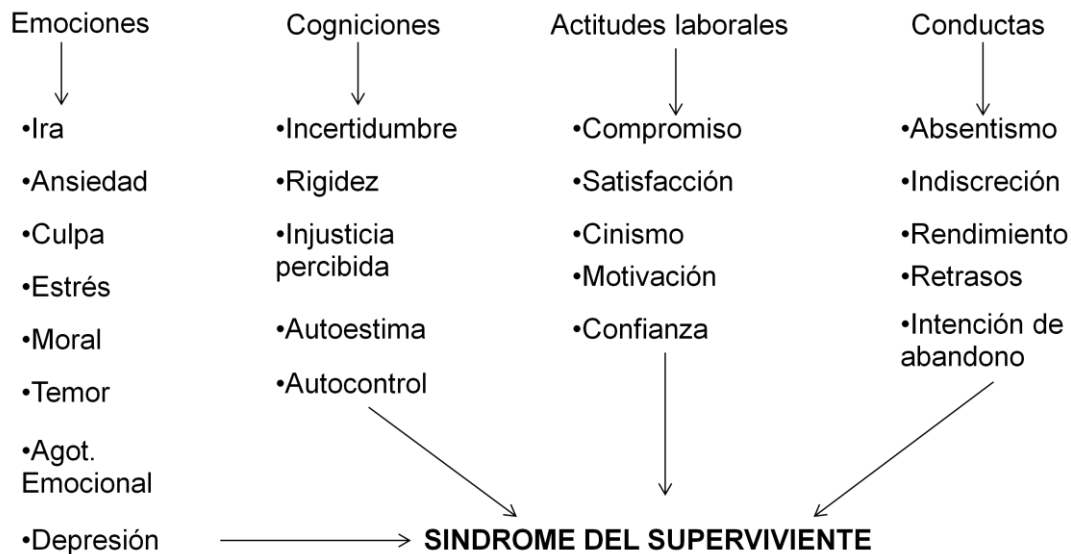 Emociones
•Ira
•Ansiedad
•Culpa
•Estrés
•Moral
•Temor
•Agot.
Emocional
•Depresión
Cogniciones
•Incertidumbre
•Rigidez
•Injusticia
percibida
•Autoestima
•Autocontrol
Actitudes laborales
•Compromiso
•Satisfacción
•Cinismo
•Motivación
•Confianza
Conductas
•Absentismo
•Indiscreción
•Rendimiento
•Retrasos
•Intención de
abandono
SINDROME DEL SUPERVIVIENTE